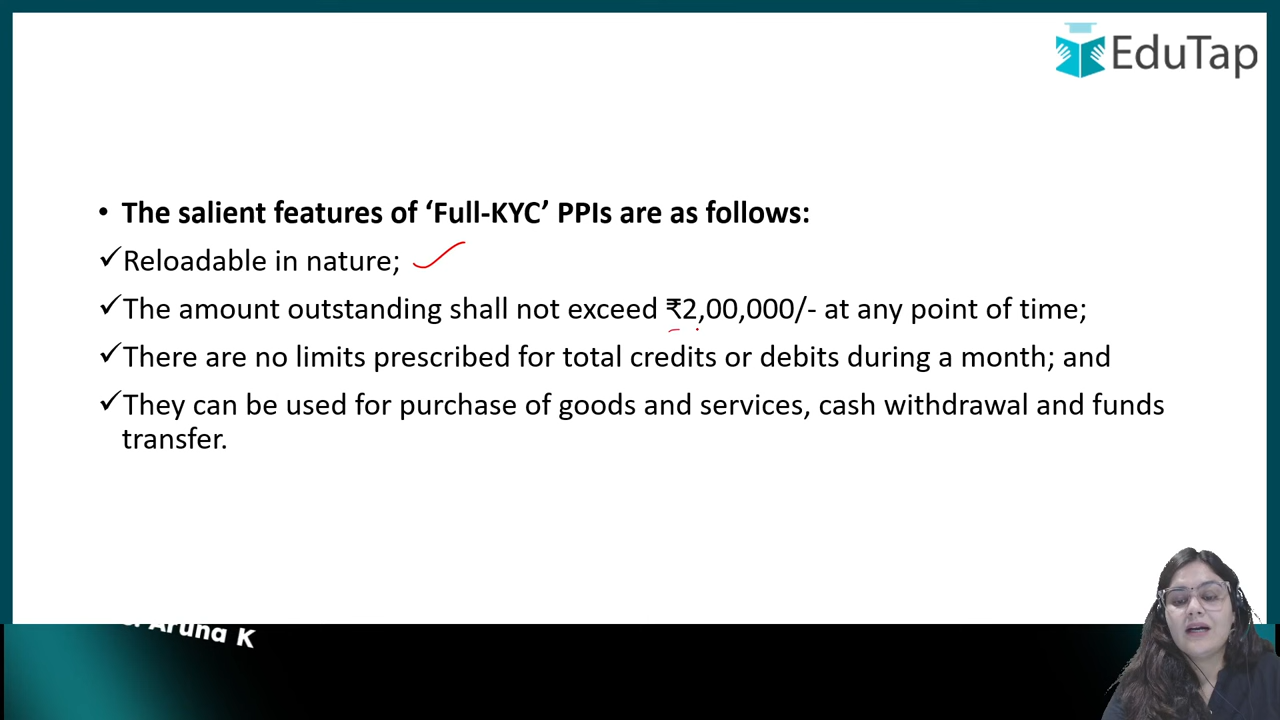 EduTap
• The salient features of ‘Full-KYC’ PPIs are as follows:
✓Reloadable in nature;
✓The amount outstanding shall not exceed ₹2,00,000/- at any point of time;
✓There are no limits prescribed for total credits or debits during a month; and
✓They can be used for purchase of goods and services, cash withdrawal and funds
transfer.
Aruna K